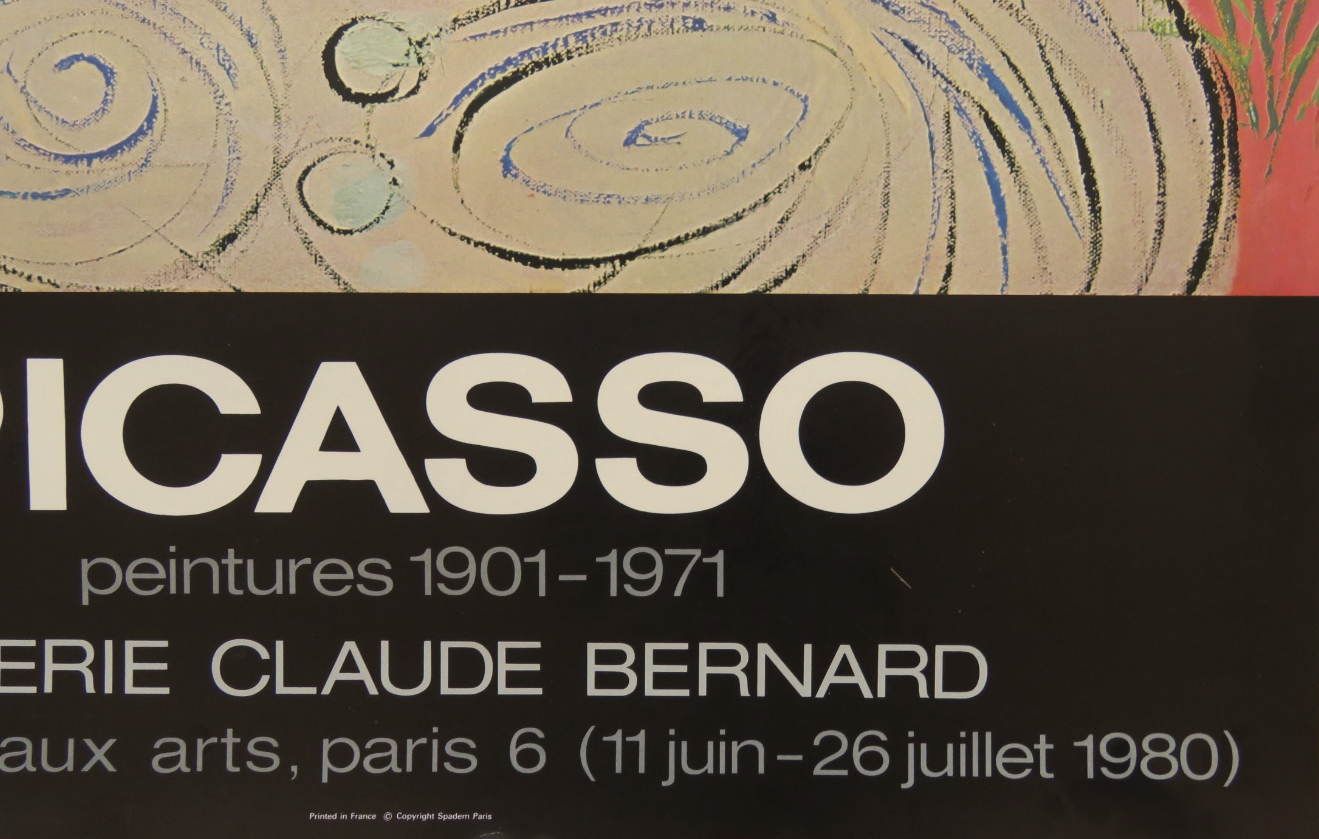 PICASSO
peintures 1901-1971
ERIE CLAUDE BERNARD
aux arts, paris 6 (11 juin - 26 juillet 1980)
Printed in France © Copyright Spadem Paris